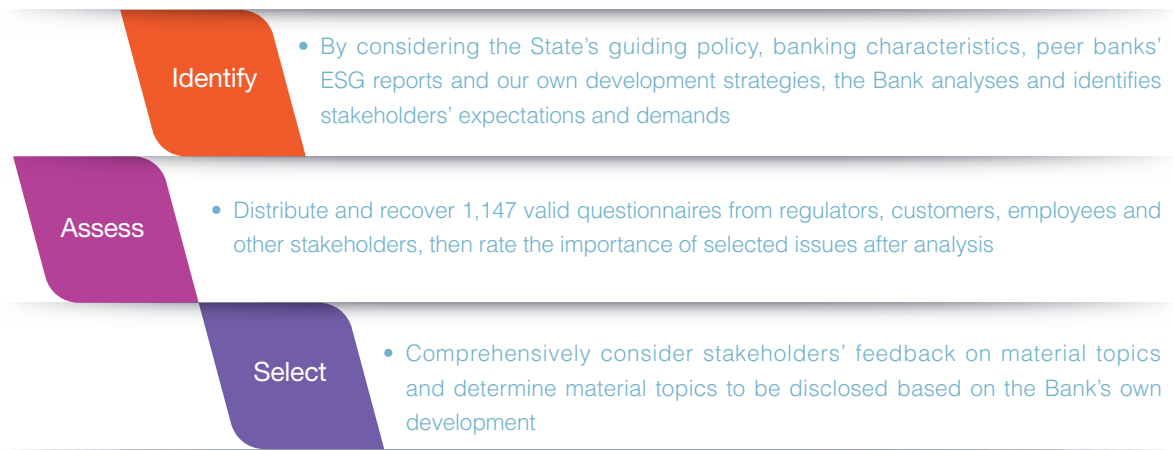 Identify
• By considering the State’s guiding policy, banking characteristics, peer banks’
ESG reports and our own development strategies, the Bank analyses and identifies
stakeholders’ expectations and demands
Assess
• Distribute and recover 1,147 valid questionnaires from regulators, customers, employees and
other stakeholders, then rate the importance of selected issues after analysis
Select
• Comprehensively consider stakeholders’ feedback on material topics
and determine material topics to be disclosed based on the Bank’s own
development